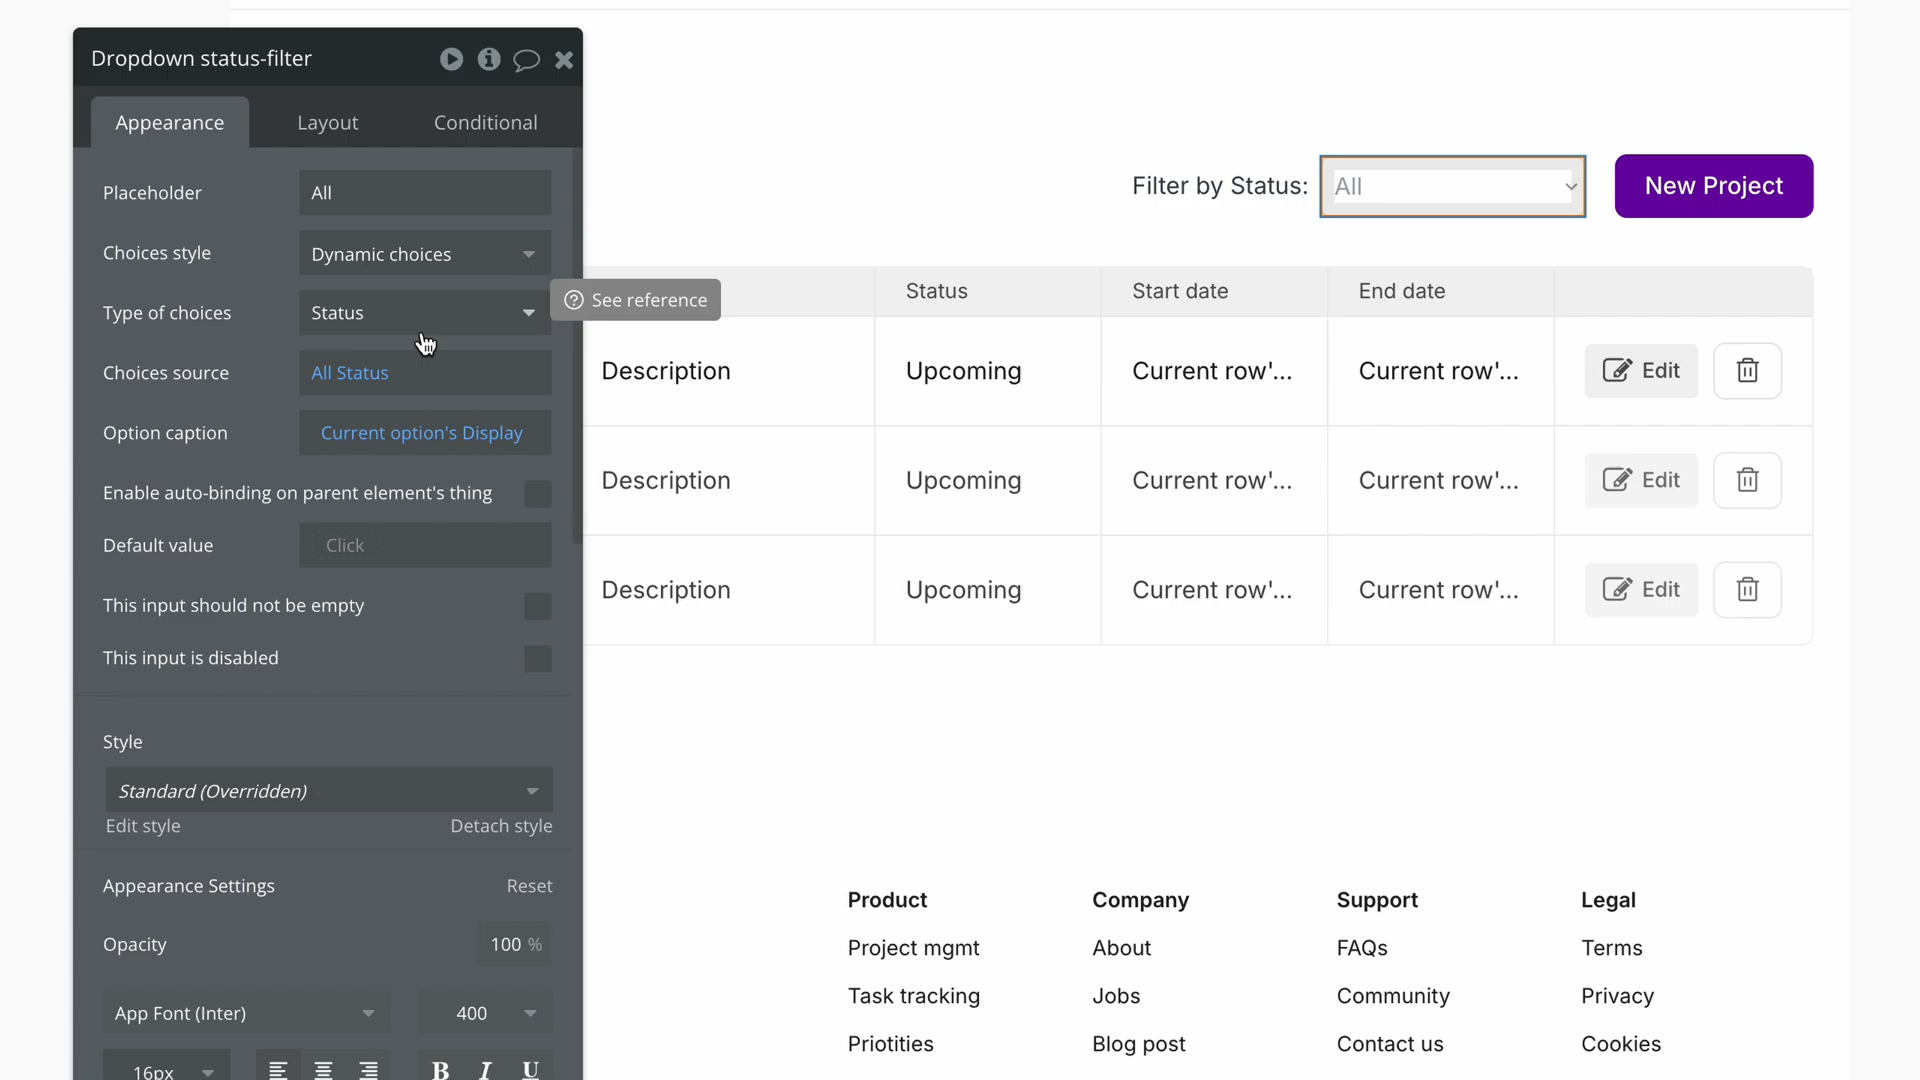 Dropdown status-filter
Appearance
Layout
Conditional
Placeholder
All
Choices style
Dynamic choices
Type of choices
Status
See reference
Choices source
All Status
Option caption
Current option's Display
Enable auto-binding on parent element's thing
Default value
Click
This input should not be empty
This input is disabled
Style
Standard (Overridden)
Edit style
Detach style
Appearance Settings
Reset
Opacity
100 %
App Font (Inter)
400
16px
B I U
Filter by Status:
All
New Project
Status
Start date
End date
Description
Upcoming
Current row'...
Current row'...
Edit
Description
Upcoming
Current row'...
Current row'...
Edit
Description
Upcoming
Current row'...
Current row'...
Edit
Product
Company
Support
Legal
Project mgmt
About
FAQs
Terms
Task tracking
Jobs
Community
Privacy
Priotities
Blog post
Contact us
Cookies